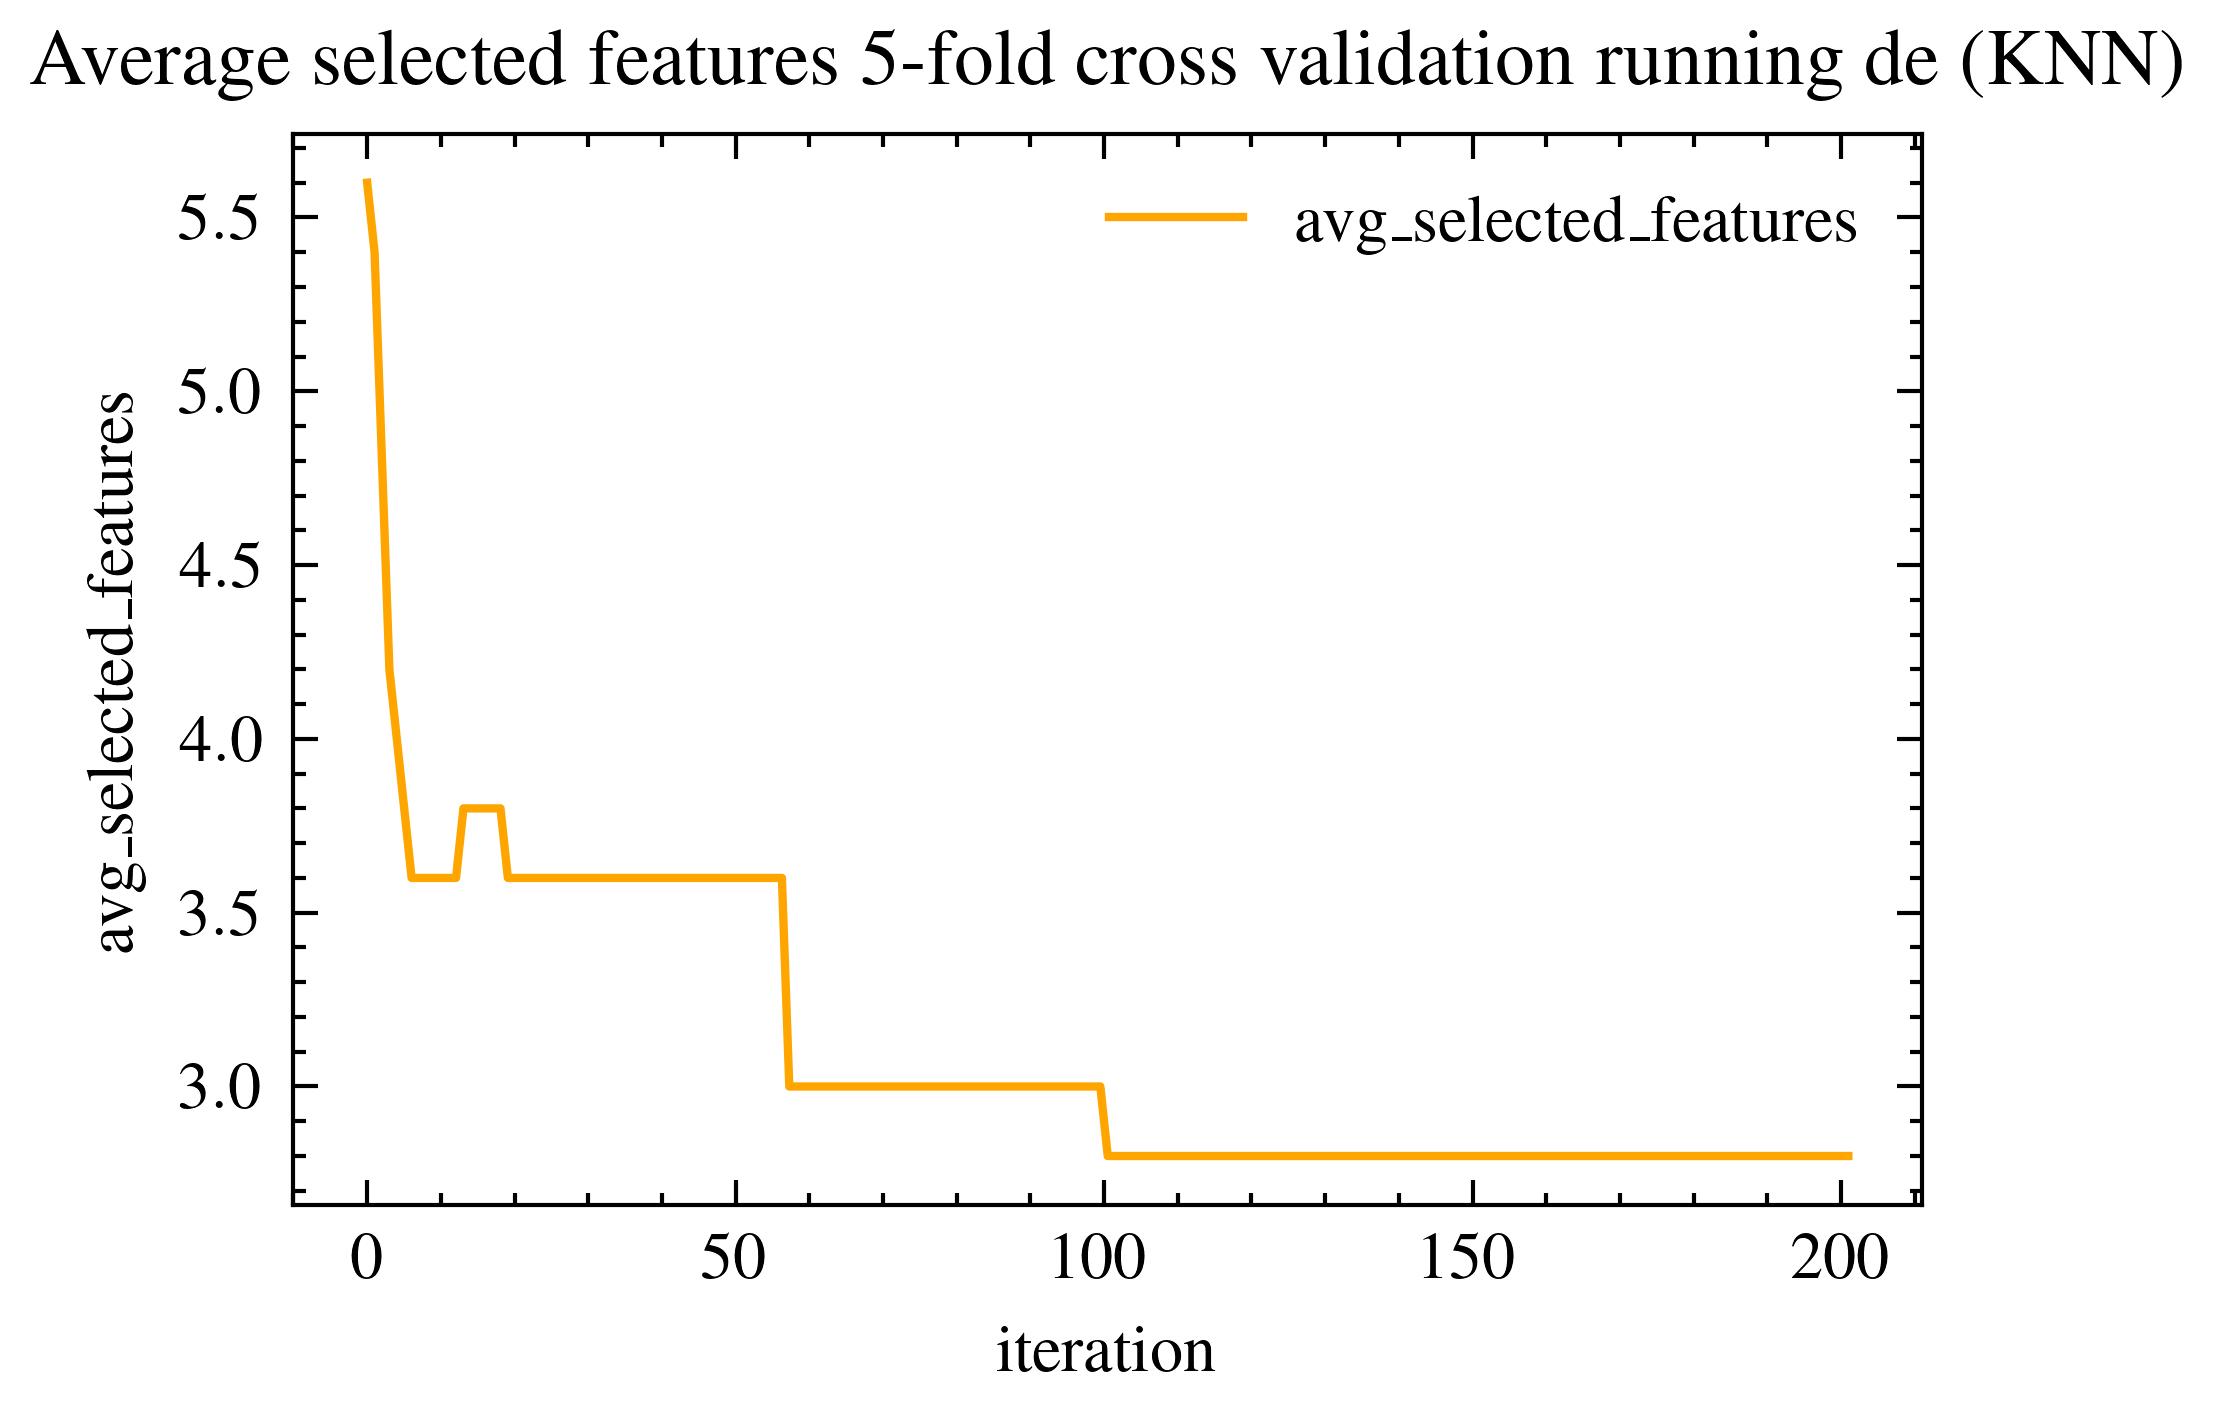 Average selected features 5-fold cross validation running de (KNN)
avg_selected_features
avg_selected_features
5.5
5.0
4.5
4.0
3.5
3.0
0 50 100 150 200
iteration